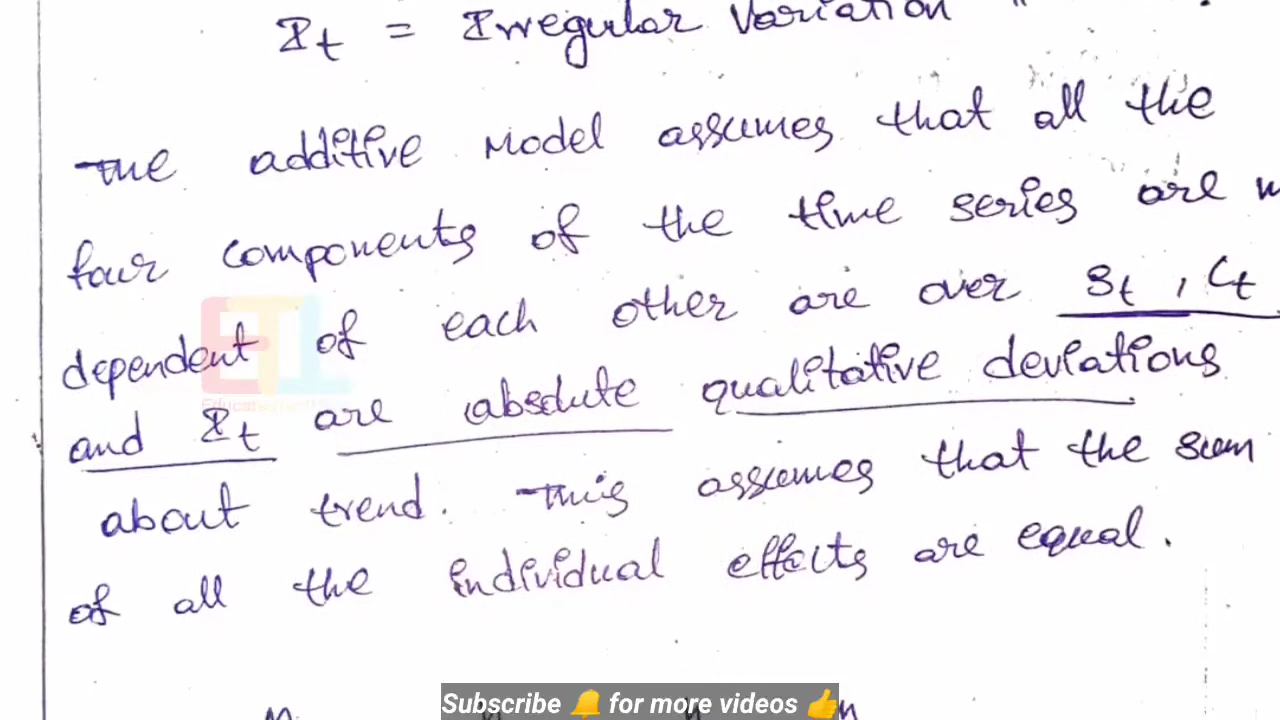 It = Irregular Variation "
The additive Model assumes that all the
four components of the time series are
dependent of each other are over St , Ct
and It are absolute qualitative deviations
about trend. This assumes that the sum
of all the individual effects are equal.
ETL
Subscribe 🔔 for more videos 👍